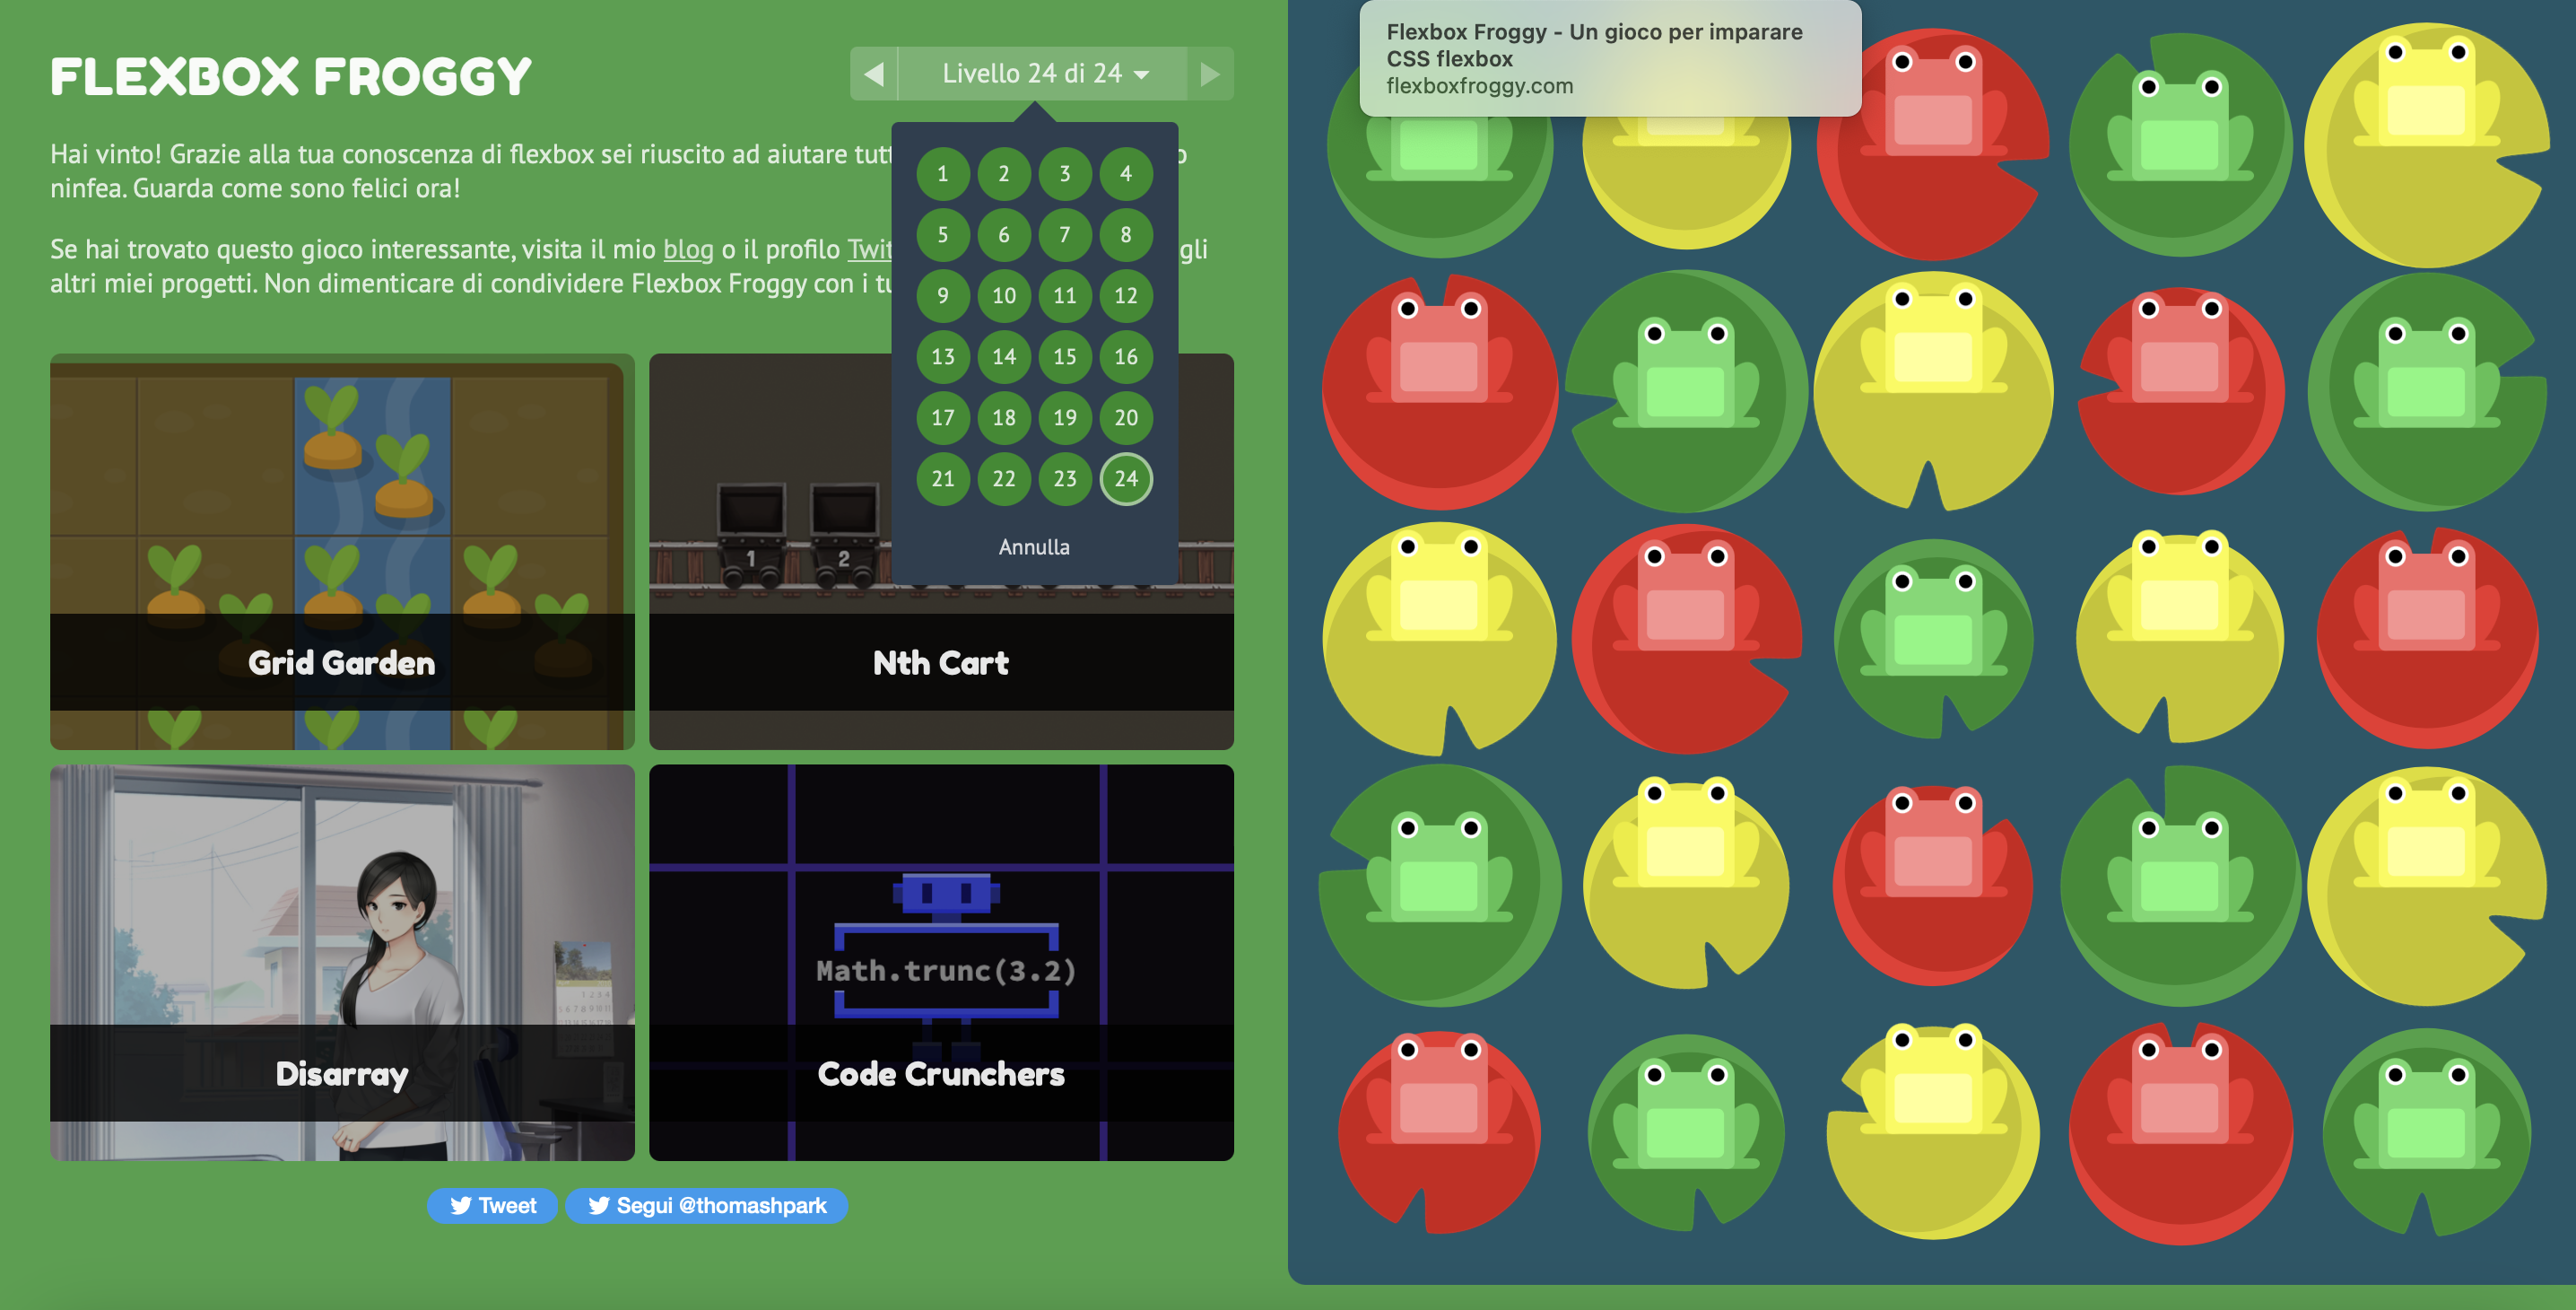 FLEXBOX FROGGY
Livello 24 di 24
Hai vinto! Grazie alla tua conoscenza di flexbox sei riuscito ad aiutare tutt
ninfea. Guarda come sono felici ora!
Se hai trovato questo gioco interessante, visita il mio blog o il profilo Twit
gli
altri miei progetti. Non dimenticare di condividere Flexbox Froggy con i tu
1 2 3 4
5 6 7 8
9 10 11 12
13 14 15 16
17 18 19 20
21 22 23 24
Annulla
1 2
Grid Garden
Nth Cart
Math.trunc(3.2)
Disarray
Code Crunchers
Tweet
Segui @thomashpark
Flexbox Froggy - Un gioco per imparare
CSS flexbox
flexboxfroggy.com